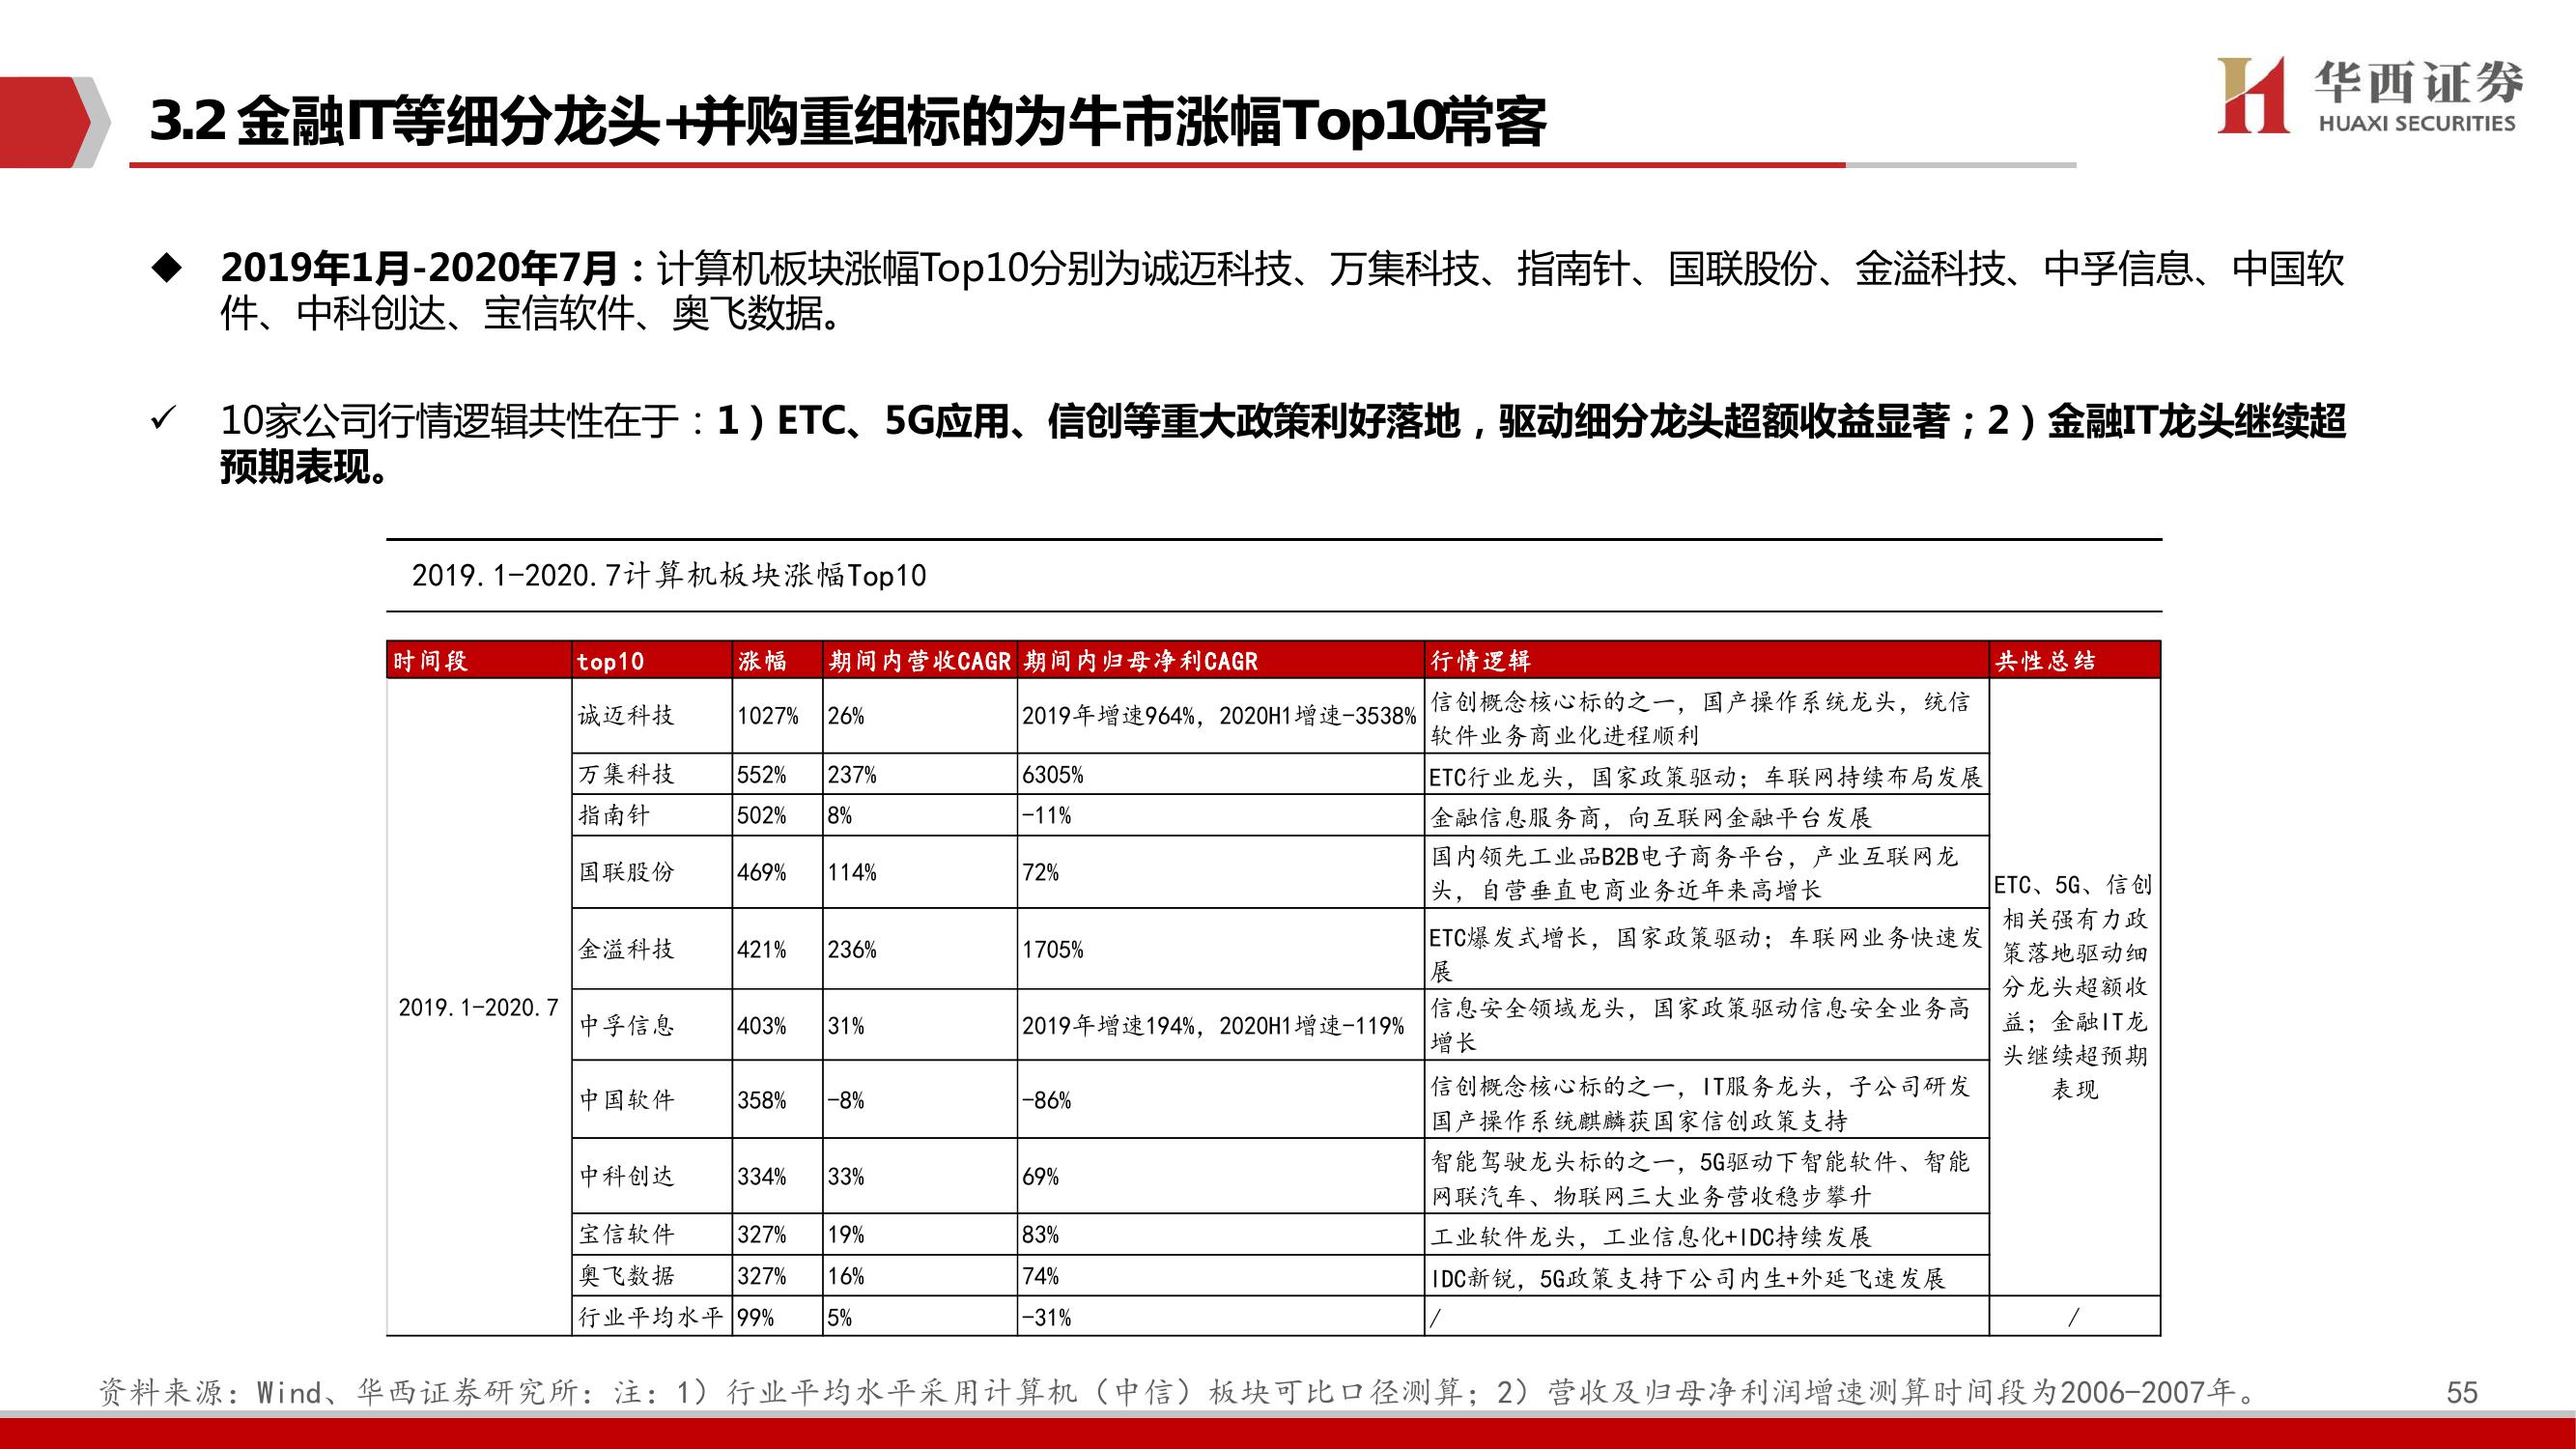 3.2 金融IT等细分龙头+并购重组标的为牛市涨幅Top10常客
华西证券
HUAXI SECURITIES
◆ 2019年1月-2020年7月：计算机板块涨幅Top10分别为诚迈科技、万集科技、指南针、国联股份、金溢科技、中孚信息、中国软
件、中科创达、宝信软件、奥飞数据。
✓ 10家公司行情逻辑共性在于：1）ETC、5G应用、信创等重大政策利好落地，驱动细分龙头超额收益显著；2）金融IT龙头继续超
预期表现。
2019.1-2020.7计算机板块涨幅Top10
时间段 top10 涨幅 期间内营收CAGR 期间内归母净利CAGR 行情逻辑 共性总结
2019.1-2020.7
诚迈科技 1027% 26% 2019年增速964%，2020H1增速-3538% 信创概念核心标的之一，国产操作系统龙头，统信
软件业务商业化进程顺利
万集科技 552% 237% 6305% ETC行业龙头，国家政策驱动；车联网持续布局发展
指南针 502% 8% -11% 金融信息服务商，向互联网金融平台发展
国联股份 469% 114% 72% 国内领先工业品B2B电子商务平台，产业互联网龙
头，自营垂直电商业务近年来高增长
金溢科技 421% 236% 1705% ETC爆发式增长，国家政策驱动；车联网业务快速发
展
中孚信息 403% 31% 2019年增速194%，2020H1增速-119% 信息安全领域龙头，国家政策驱动信息安全业务高
增长
中国软件 358% -8% -86% 信创概念核心标的之一，IT服务龙头，子公司研发
国产操作系统麒麟获国家信创政策支持
中科创达 334% 33% 69% 智能驾驶龙头标的之一，5G驱动下智能软件、智能
网联汽车、物联网三大业务营收稳步攀升
宝信软件 327% 19% 83% 工业软件龙头，工业信息化+IDC持续发展
奥飞数据 327% 16% 74% IDC新锐，5G政策支持下公司内生+外延飞速发展
行业平均水平 99% 5% -31% / /
ETC、5G、信创
相关强有力政
策落地驱动细
分龙头超额收
益；金融IT龙
头继续超预期
表现
资料来源：Wind、华西证券研究所：注：1）行业平均水平采用计算机（中信）板块可比口径测算；2）营收及归母净利润增速测算时间段为2006-2007年。
55